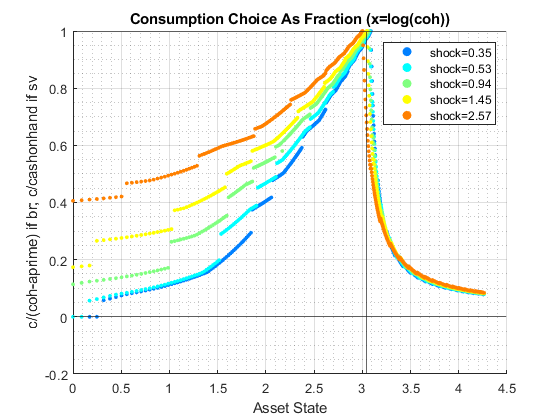 Consumption Choice As Fraction (x=log(coh))
c/(coh-aprime) if br; c/cashonhand if sv
1
0.8
0.6
0.4
0.2
0
-0.2
shock=0.35
shock=0.53
shock=0.94
shock=1.45
shock=2.57
0 0.5 1 1.5 2 2.5 3 3.5 4 4.5
Asset State